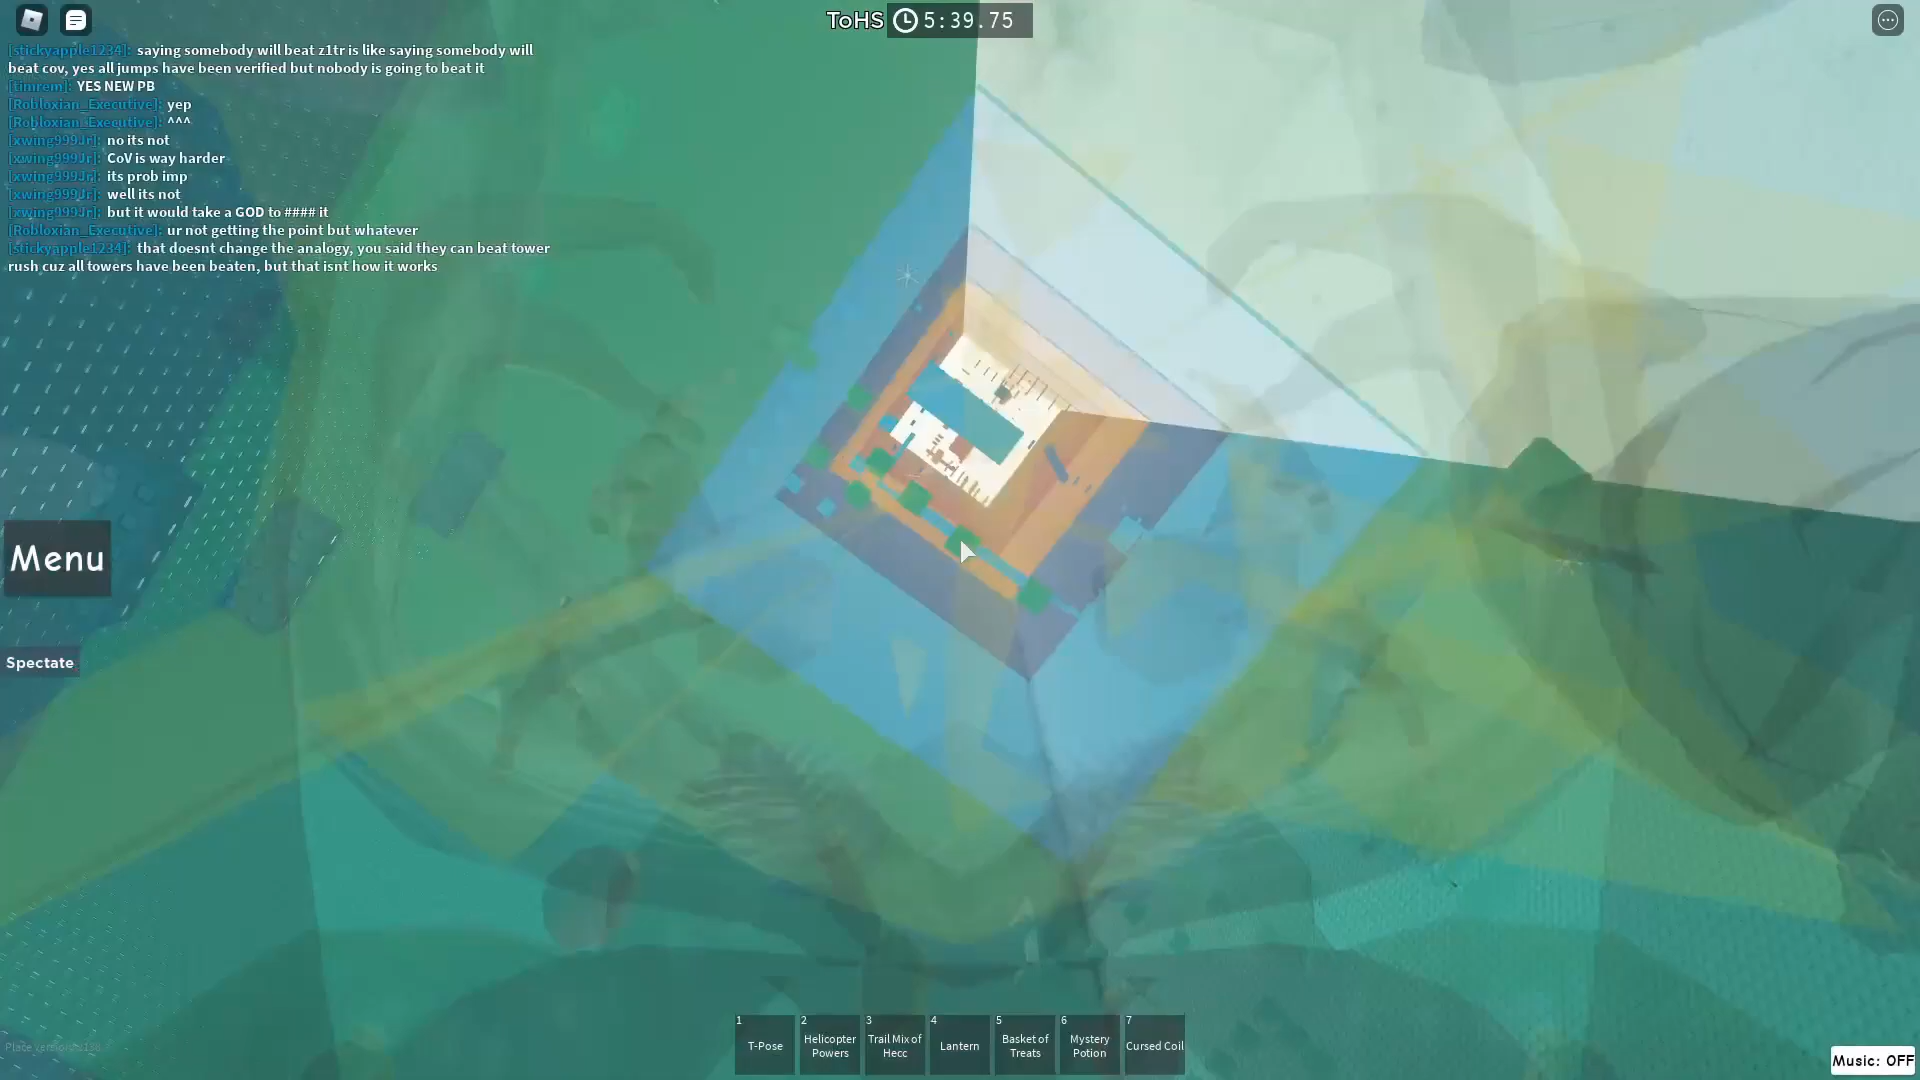 ToHS 5:39.75
[stickyapple1234]: saying somebody will beat z1tr is like saying somebody will
beat cov, yes all jumps have been verified but nobody is going to beat it
[timrem]: YES NEW PB
[Robloxian_Executive]: yep
[Robloxian_Executive]: ^^^
[xwing999Jr]: no its not
[xwing999Jr]: CoV is way harder
[xwing999Jr]: its prob imp
[xwing999Jr]: well its not
[xwing999Jr]: but it would take a GOD to #### it
[Robloxian_Executive]: ur not getting the point but whatever
[stickyapple1234]: that doesnt change the analogy, you said they can beat tower
rush cuz all towers have been beaten, but that isnt how it works
Menu
Spectate
1 T-Pose
2 Helicopter Powers
3 Trail Mix of Hecc
4 Lantern
5 Basket of Treats
6 Mystery Potion
7 Cursed Coil
Place version:
Music: OFF